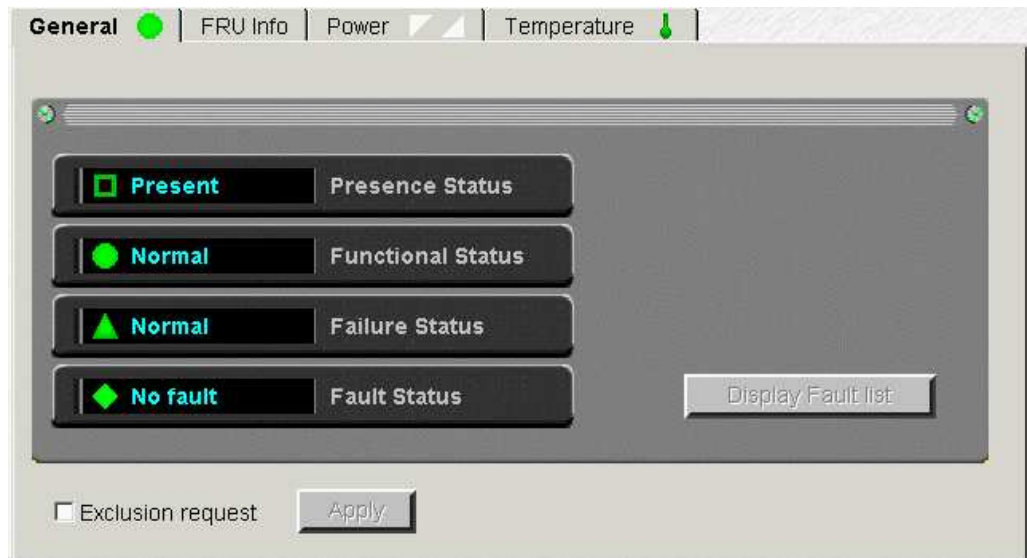 General FRU Info Power Temperature
Present Presence Status
Normal Functional Status
Normal Failure Status
No fault Fault Status
Display Fault list
Exclusion request Apply